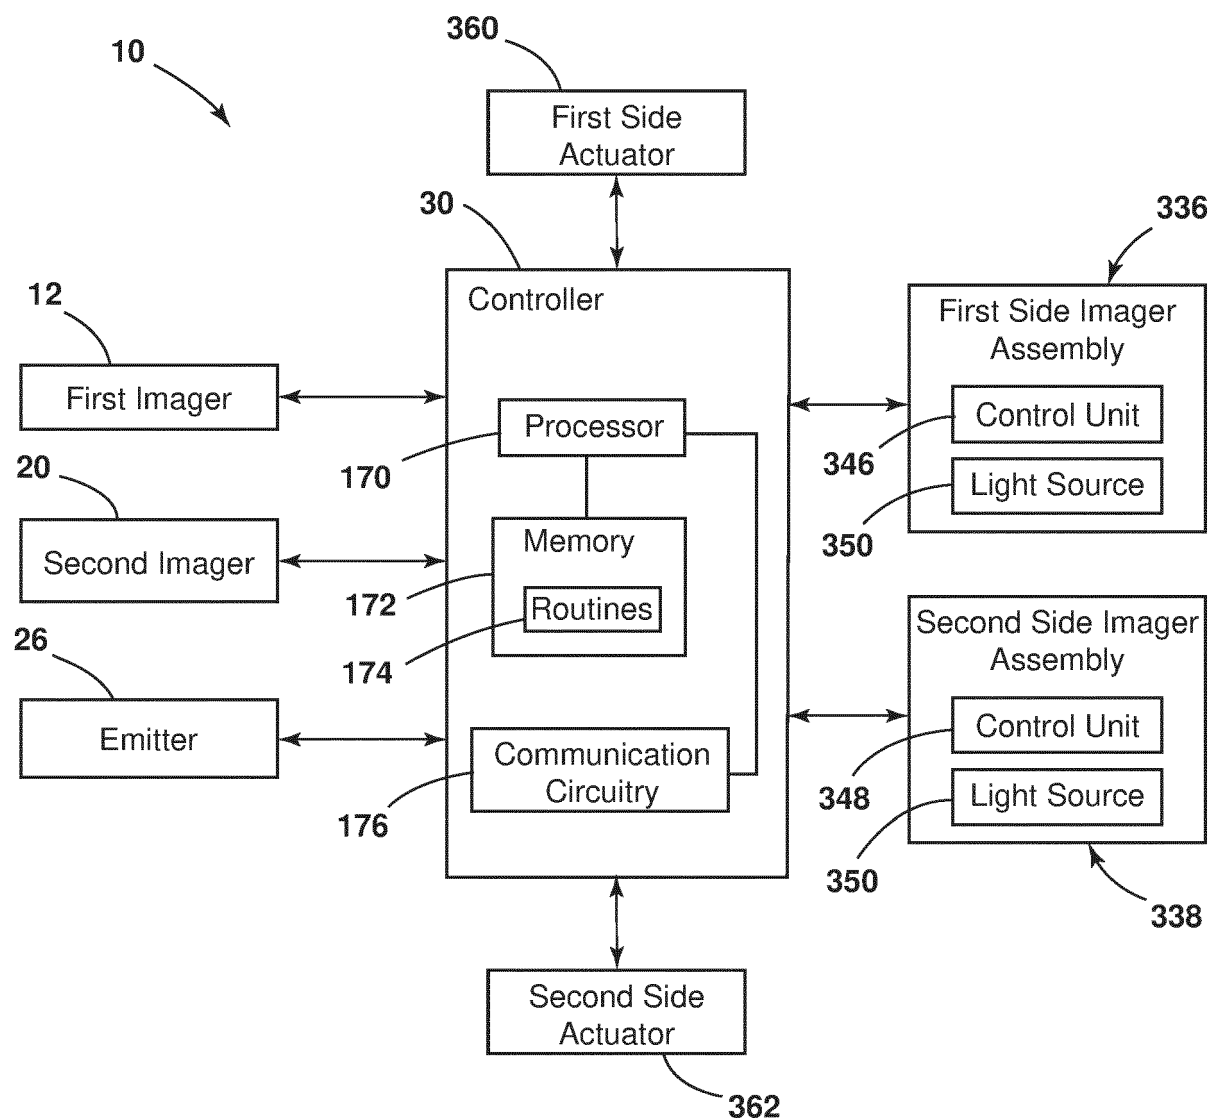 360
10
First Side
Actuator
30
336
Controller
12
First Side Imager
Assembly
First Imager
Processor
Control Unit
170
346
20
Light Source
Second Imager
Memory
350
172
Routines
Second Side Imager
Assembly
26
174
Control Unit
Emitter
Communication
Circuitry
348
Light Source
176
350
338
Second Side
Actuator
362